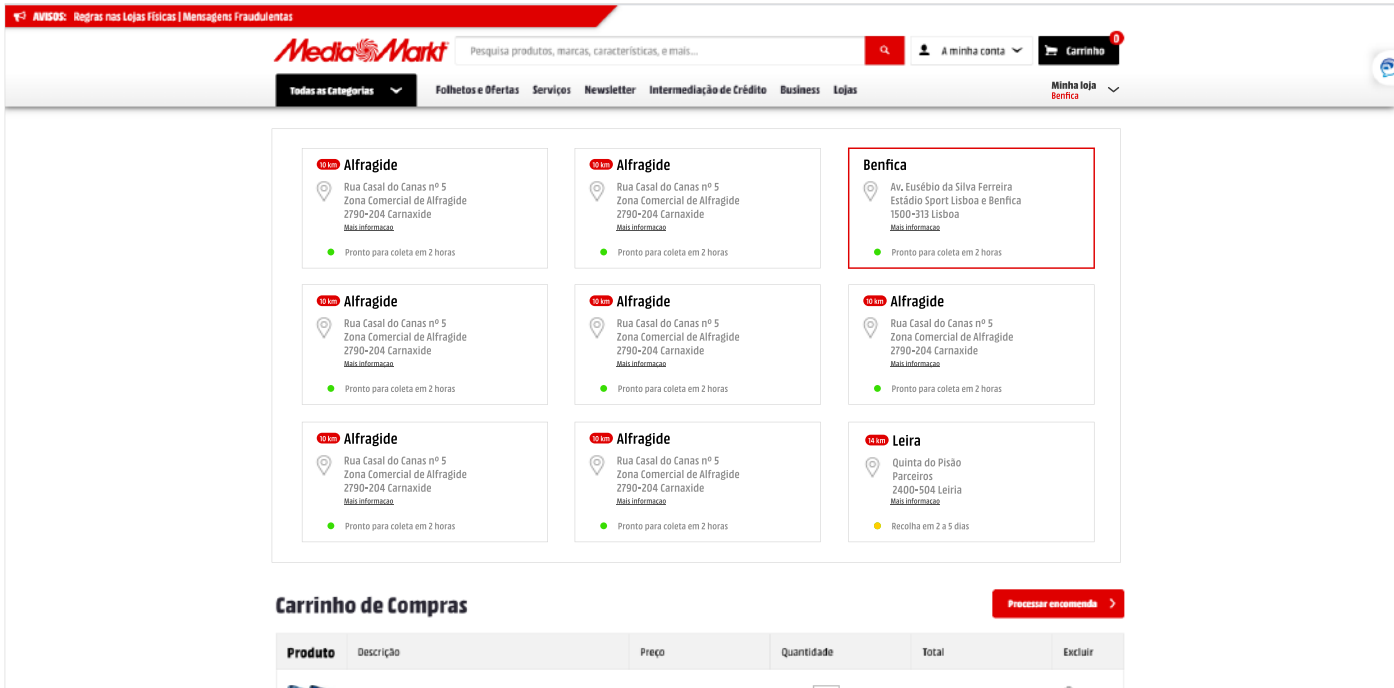 AVISOS: Regras nas Lojas Físicas | Mensagens Fraudulentas
MediaMarkt
Pesquisa produtos, marcas, características, e mais...
A minha conta
Carrinho
0
Todas as Categorias
Folhetos e Ofertas
Serviços
Newsletter
Intermediação de Crédito
Business
Lojas
Minha loja
Benfica
10 km Alfragide
Rua Casal do Canas nº 5
Zona Comercial de Alfragide
2790-204 Carnaxide
Mais informacao
Pronto para coleta em 2 horas
10 km Alfragide
Rua Casal do Canas nº 5
Zona Comercial de Alfragide
2790-204 Carnaxide
Mais informacao
Pronto para coleta em 2 horas
Benfica
Av. Eusébio da Silva Ferreira
Estádio Sport Lisboa e Benfica
1500-313 Lisboa
Mais informacao
Pronto para coleta em 2 horas
10 km Alfragide
Rua Casal do Canas nº 5
Zona Comercial de Alfragide
2790-204 Carnaxide
Mais informacao
Pronto para coleta em 2 horas
10 km Alfragide
Rua Casal do Canas nº 5
Zona Comercial de Alfragide
2790-204 Carnaxide
Mais informacao
Pronto para coleta em 2 horas
10 km Alfragide
Rua Casal do Canas nº 5
Zona Comercial de Alfragide
2790-204 Carnaxide
Mais informacao
Pronto para coleta em 2 horas
10 km Alfragide
Rua Casal do Canas nº 5
Zona Comercial de Alfragide
2790-204 Carnaxide
Mais informacao
Pronto para coleta em 2 horas
10 km Alfragide
Rua Casal do Canas nº 5
Zona Comercial de Alfragide
2790-204 Carnaxide
Mais informacao
Pronto para coleta em 2 horas
14 km Leira
Quinta do Pisão
Parceiros
2400-504 Leiria
Mais informacao
Recolha em 2 a 5 dias
Carrinho de Compras
Processar encomenda
Produto
Descrição
Preço
Quantidade
Total
Excluir